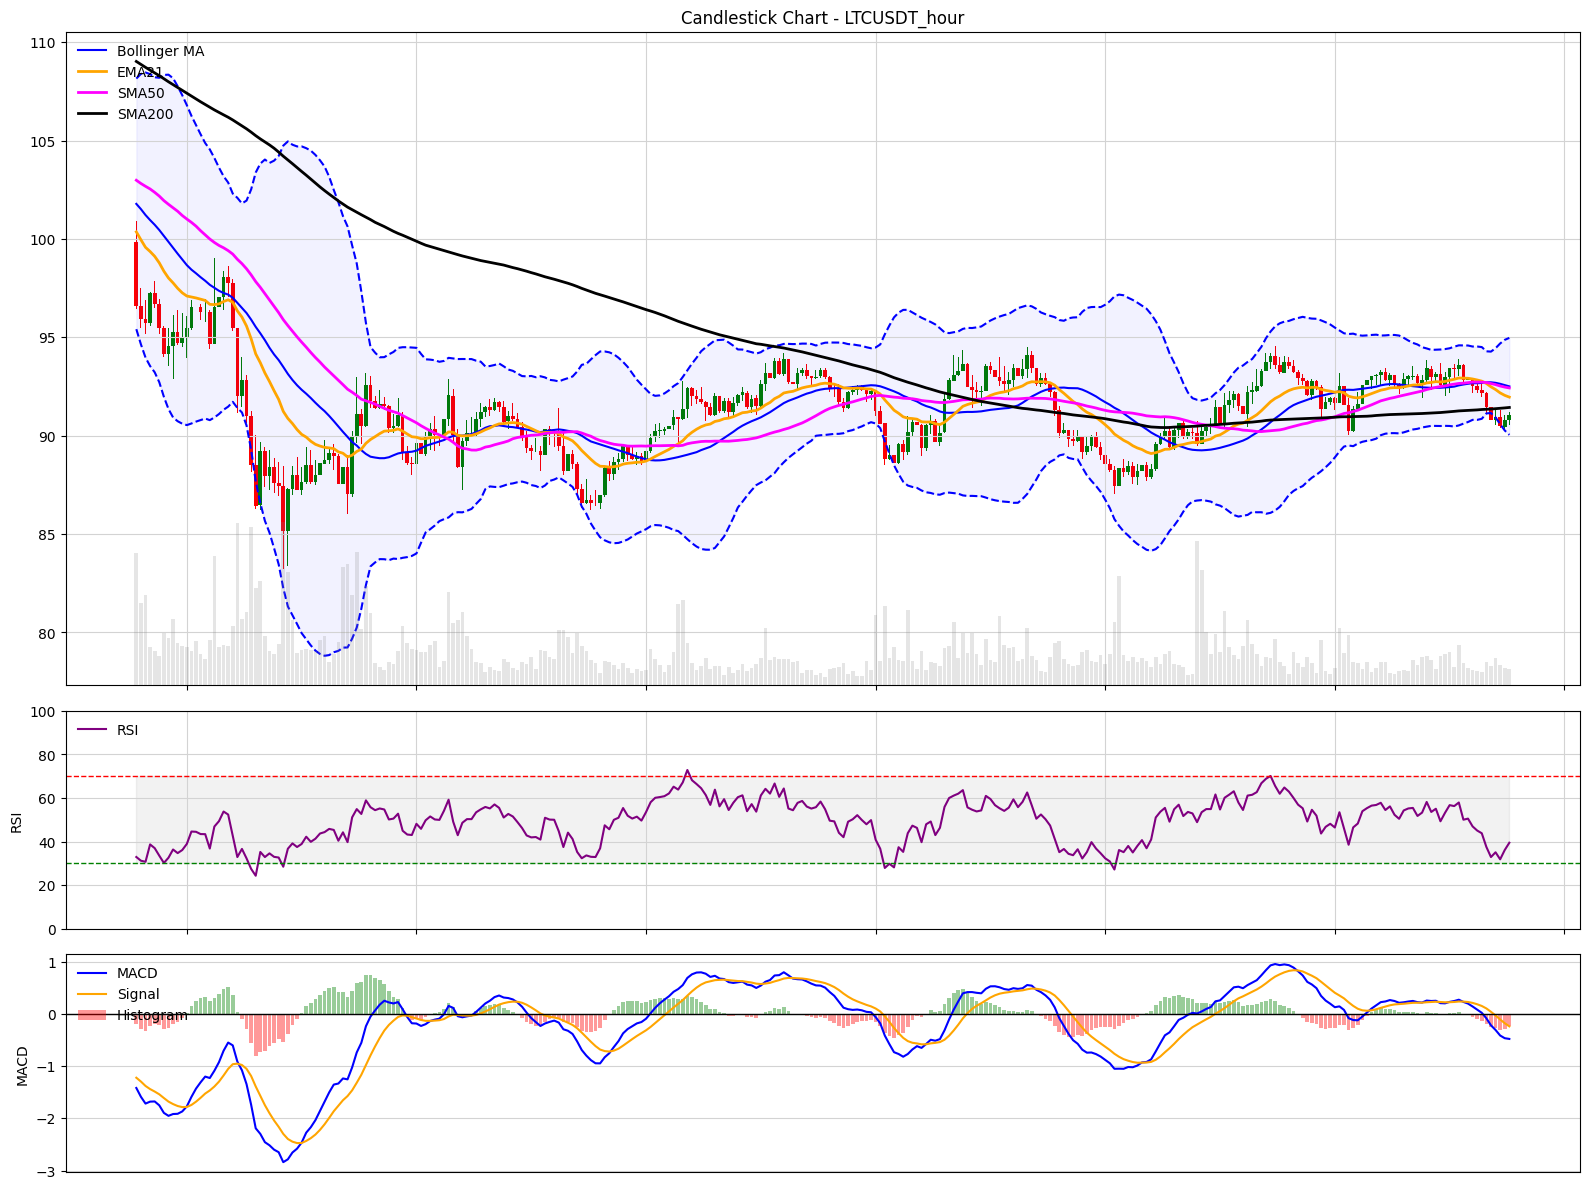 Candlestick Chart - LTCUSDT_hour
Bollinger MA
EMA21
SMA50
SMA200
110
105
100
95
90
85
80
RSI
100
80
60
40
20
0
RSI
MACD
Signal
Histogram
1
0
−1
−2
−3
MACD